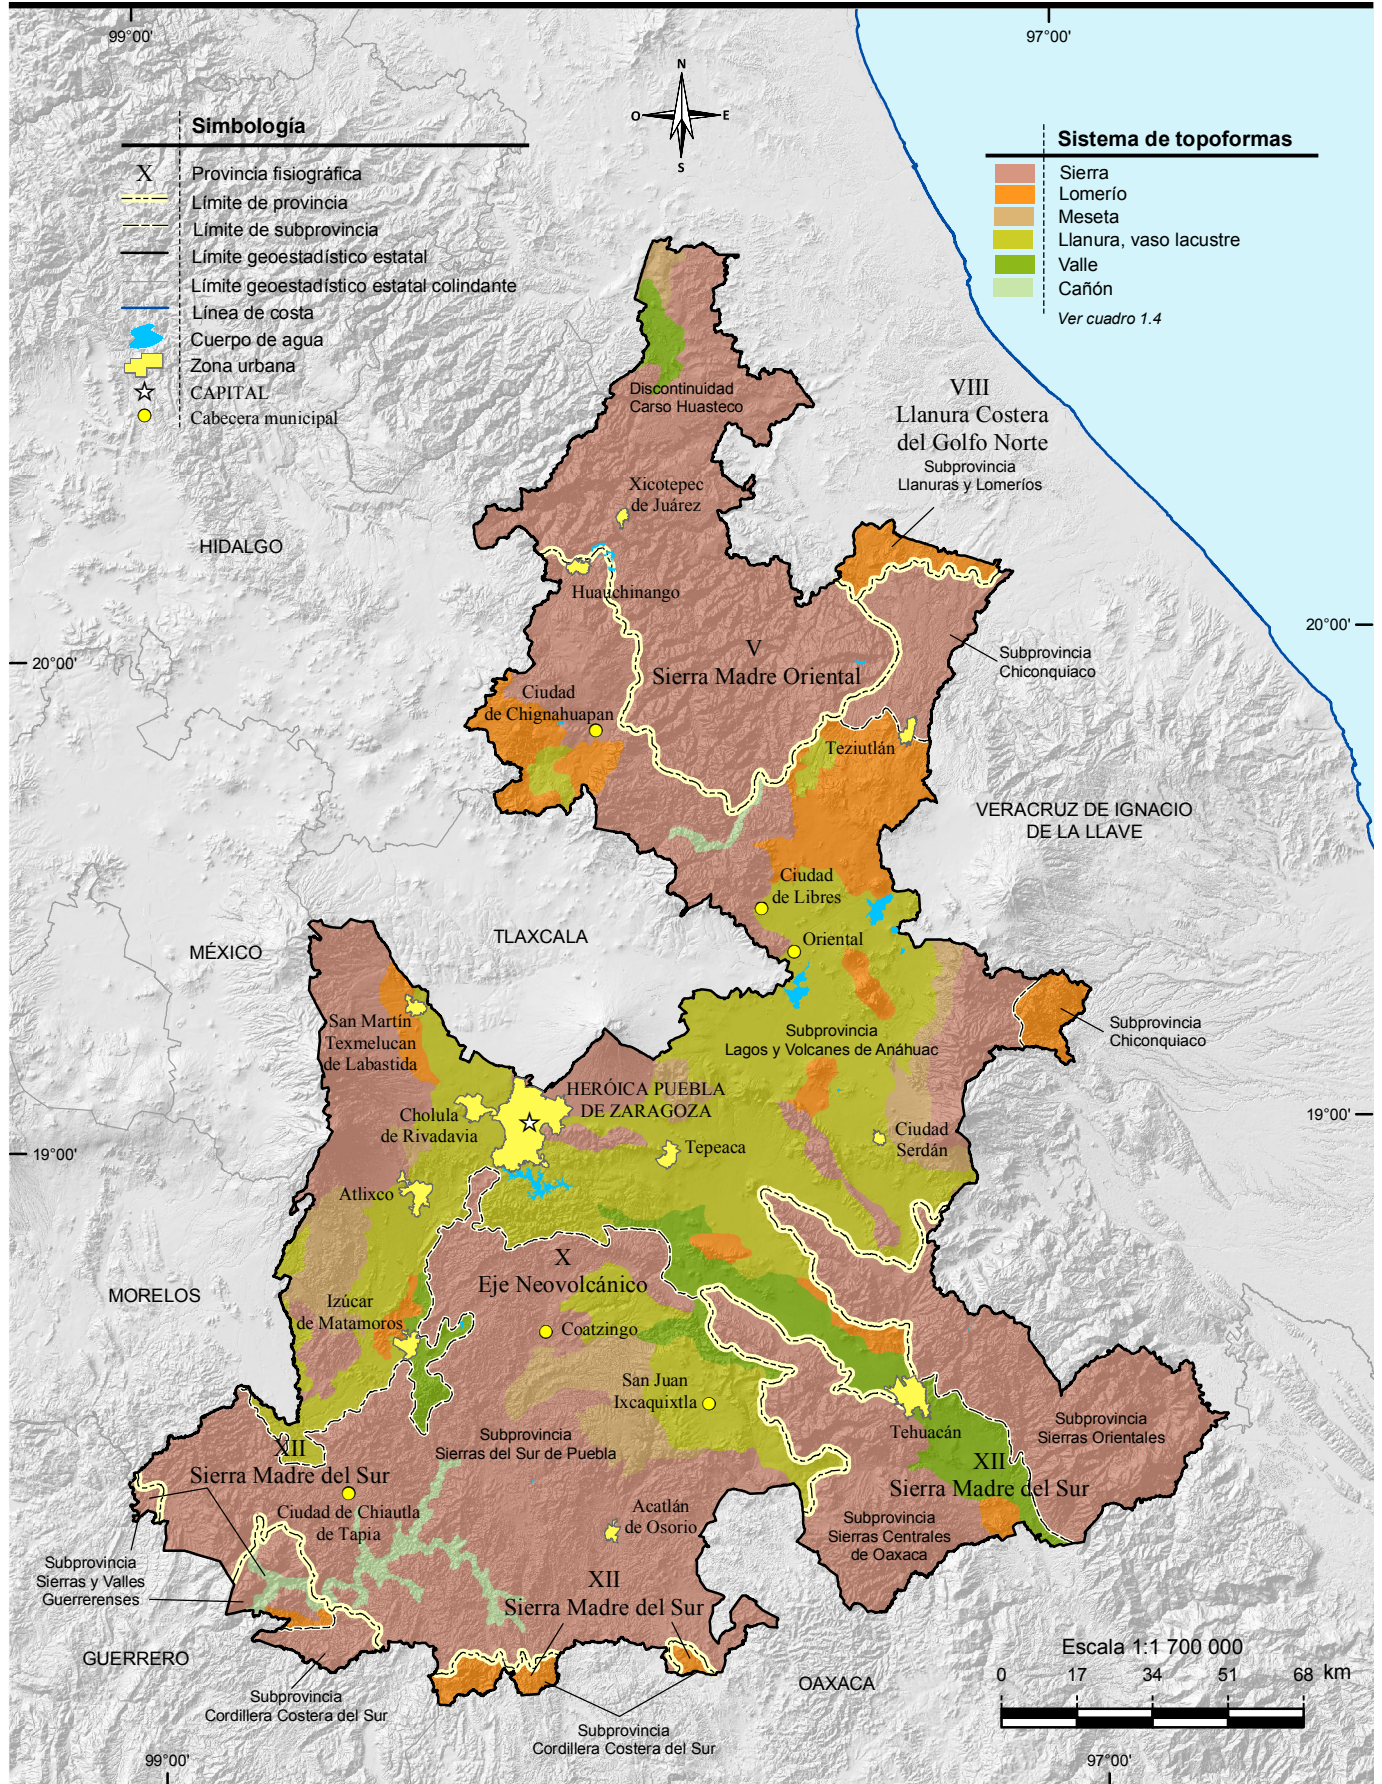 99°00'
97°00'
N
O
E
S
Simbología
X
Provincia fisiográfica
Límite de provincia
Límite de subprovincia
Límite geoestadístico estatal
Límite geoestadístico estatal colindante
Línea de costa
Cuerpo de agua
Zona urbana
CAPITAL
Cabecera municipal
Sistema de topoformas
Sierra
Lomerío
Meseta
Llanura, vaso lacustre
Valle
Cañón
Ver cuadro 1.4
Discontinuidad
Carso Huasteco
VIII
Llanura Costera
del Golfo Norte
Subprovincia
Llanuras y Lomeríos
Xicotepec
de Juárez
HIDALGO
Huauchinango
20°00'
20°00'
V
Sierra Madre Oriental
Subprovincia
Chiconquiaco
Ciudad
de Chignahuapan
Teziutlán
VERACRUZ DE IGNACIO
DE LA LLAVE
Ciudad
de Libres
TLAXCALA
MÉXICO
Oriental
San Martín
Texmelucan
de Labastida
Subprovincia
Lagos y Volcanes de Anáhuac
Subprovincia
Chiconquiaco
HERÓICA PUEBLA
DE ZARAGOZA
Cholula
de Rivadavia
19°00'
19°00'
Ciudad
Serdán
Tepeaca
Atlixco
X
Eje Neovolcánico
MORELOS
Izúcar
de Matamoros
Coatzingo
San Juan
Ixcaquixtla
Tehuacán
Subprovincia
Sierras Orientales
Subprovincia
Sierras del Sur de Puebla
XII
Sierra Madre del Sur
XII
Sierra Madre del Sur
Ciudad de Chiautla
de Tapia
Acatlán
de Osorio
Subprovincia
Sierras Centrales
de Oaxaca
Subprovincia
Sierras y Valles
Guerrerenses
XII
Sierra Madre del Sur
GUERRERO
OAXACA
Subprovincia
Cordillera Costera del Sur
Subprovincia
Cordillera Costera del Sur
Escala 1:1 700 000
0 17 34 51 68 km
99°00'
97°00'